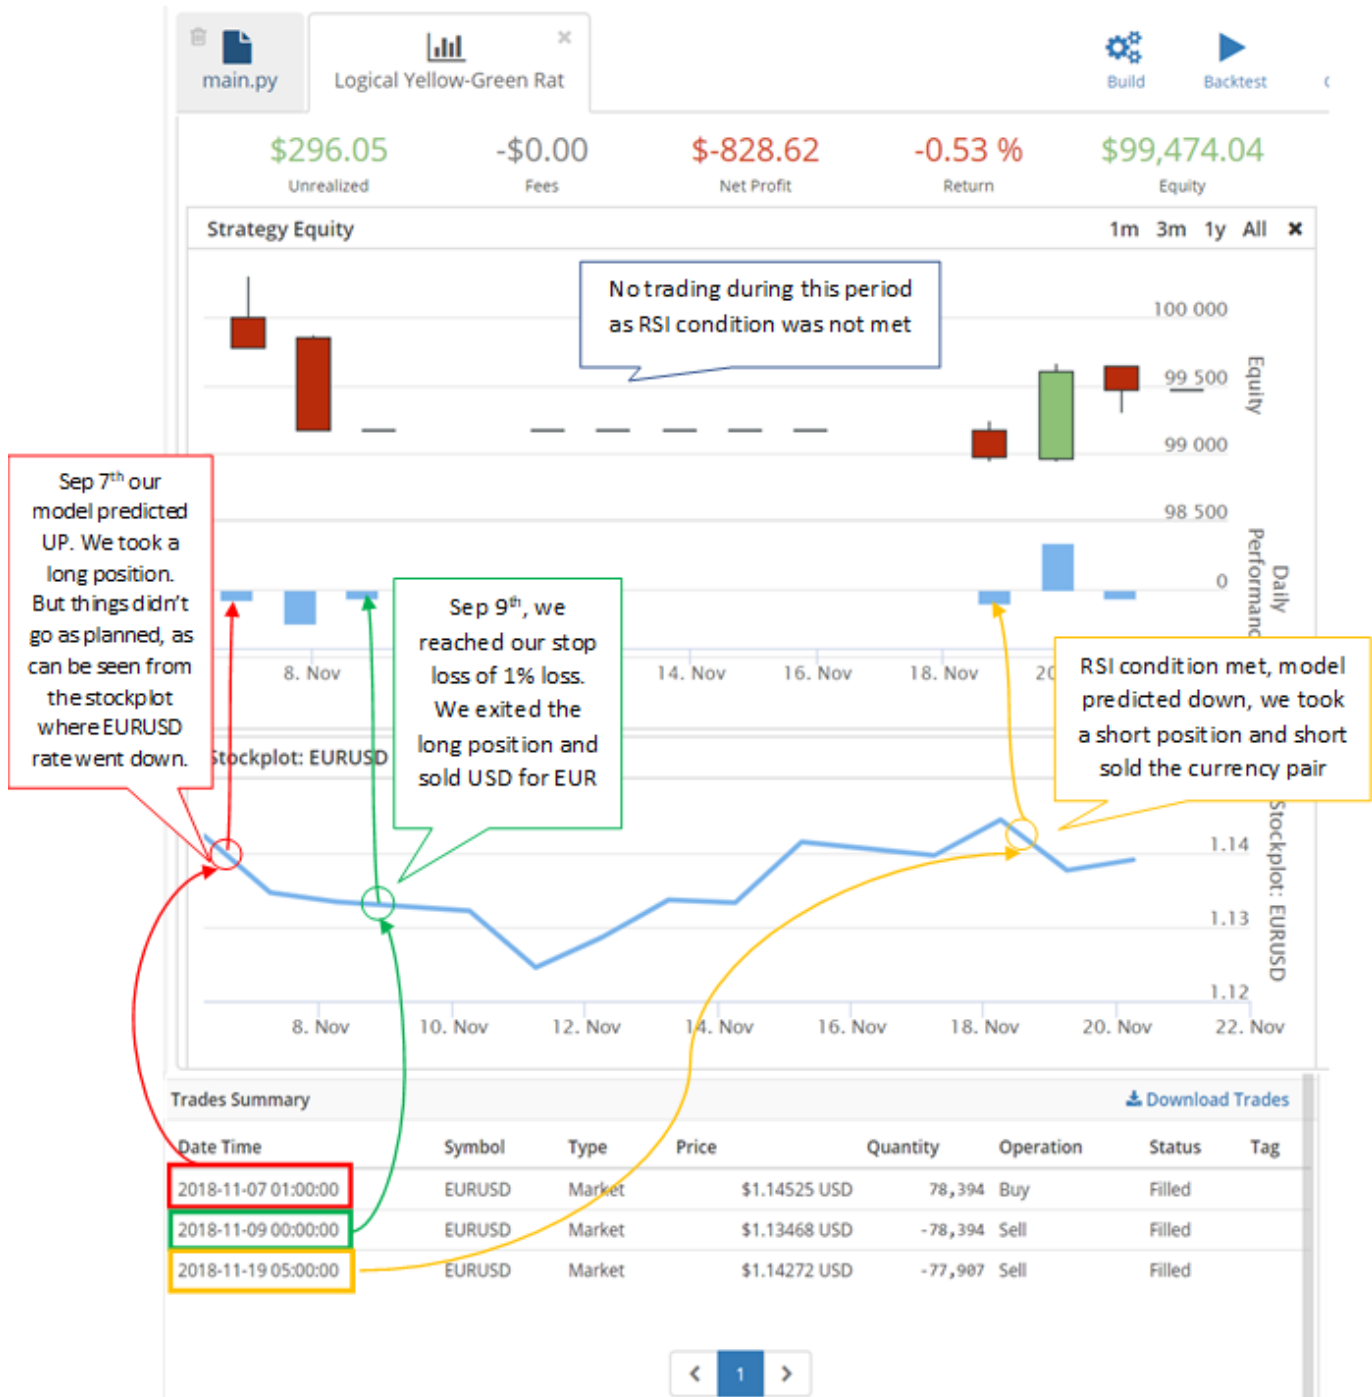 main.py
Logical Yellow-Green Rat
Build
Backtest
$296.05
-$0.00
$-828.62
-0.53 %
$99,474.04
Unrealized
Fees
Net Profit
Return
Equity
Strategy Equity
1m 3m 1y All
No trading during this period
as RSI condition was not met
100 000
99 500
99 000
98 500
Equity
0
Daily
Performanc
Sep 7th our
model predicted
UP. We took a
long position.
But things didn't
go as planned, as
can be seen from
the stockplot
where EURUSD
rate went down.
Sep 9th, we
reached our stop
loss of 1% loss.
We exited the
long position and
sold USD for EUR
RSI condition met, model
predicted down, we took
a short position and short
sold the currency pair
8. Nov
14. Nov
16. Nov
18. Nov
20
Stockplot: EURUSD
1.14
1.13
1.12
Stockplot: EURUSD
8. Nov
10. Nov
12. Nov
14. Nov
16. Nov
18. Nov
20. Nov
22. Nov
Trades Summary
Download Trades
Date Time Symbol Type Price Quantity Operation Status Tag
2018-11-07 01:00:00 EURUSD Market $1.14525 USD 78,394 Buy Filled
2018-11-09 00:00:00 EURUSD Market $1.13468 USD -78,394 Sell Filled
2018-11-19 05:00:00 EURUSD Market $1.14272 USD -77,907 Sell Filled
1